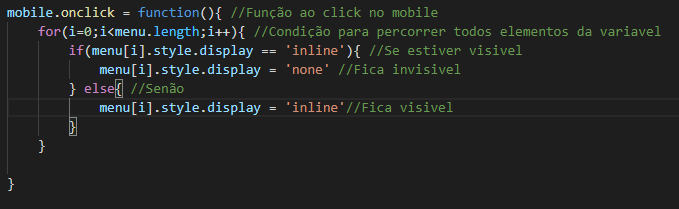 mobile.onclick = function(){ //Função ao click no mobile
for(i=0;i<menu.length;i++){ //Condição para percorrer todos elementos da variavel
if(menu[i].style.display == 'inline'){ //Se estiver visivel
menu[i].style.display = 'none' //Fica invisivel
} else{ //Senão
menu[i].style.display = 'inline'//Fica visivel
}
}
}